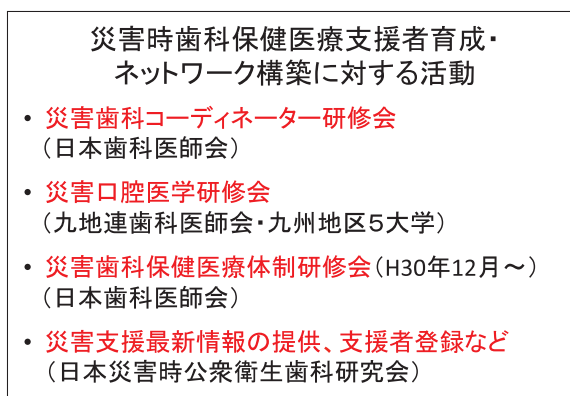 災害時歯科保健医療支援者育成・
ネットワーク構築に対する活動
• 災害歯科コーディネーター研修会
（日本歯科医師会）
• 災害口腔医学研修会
（九地連歯科医師会・九州地区5大学）
• 災害歯科保健医療体制研修会（H30年12月～）
（日本歯科医師会）
• 災害支援最新情報の提供、支援者登録など
（日本災害時公衆衛生歯科研究会）